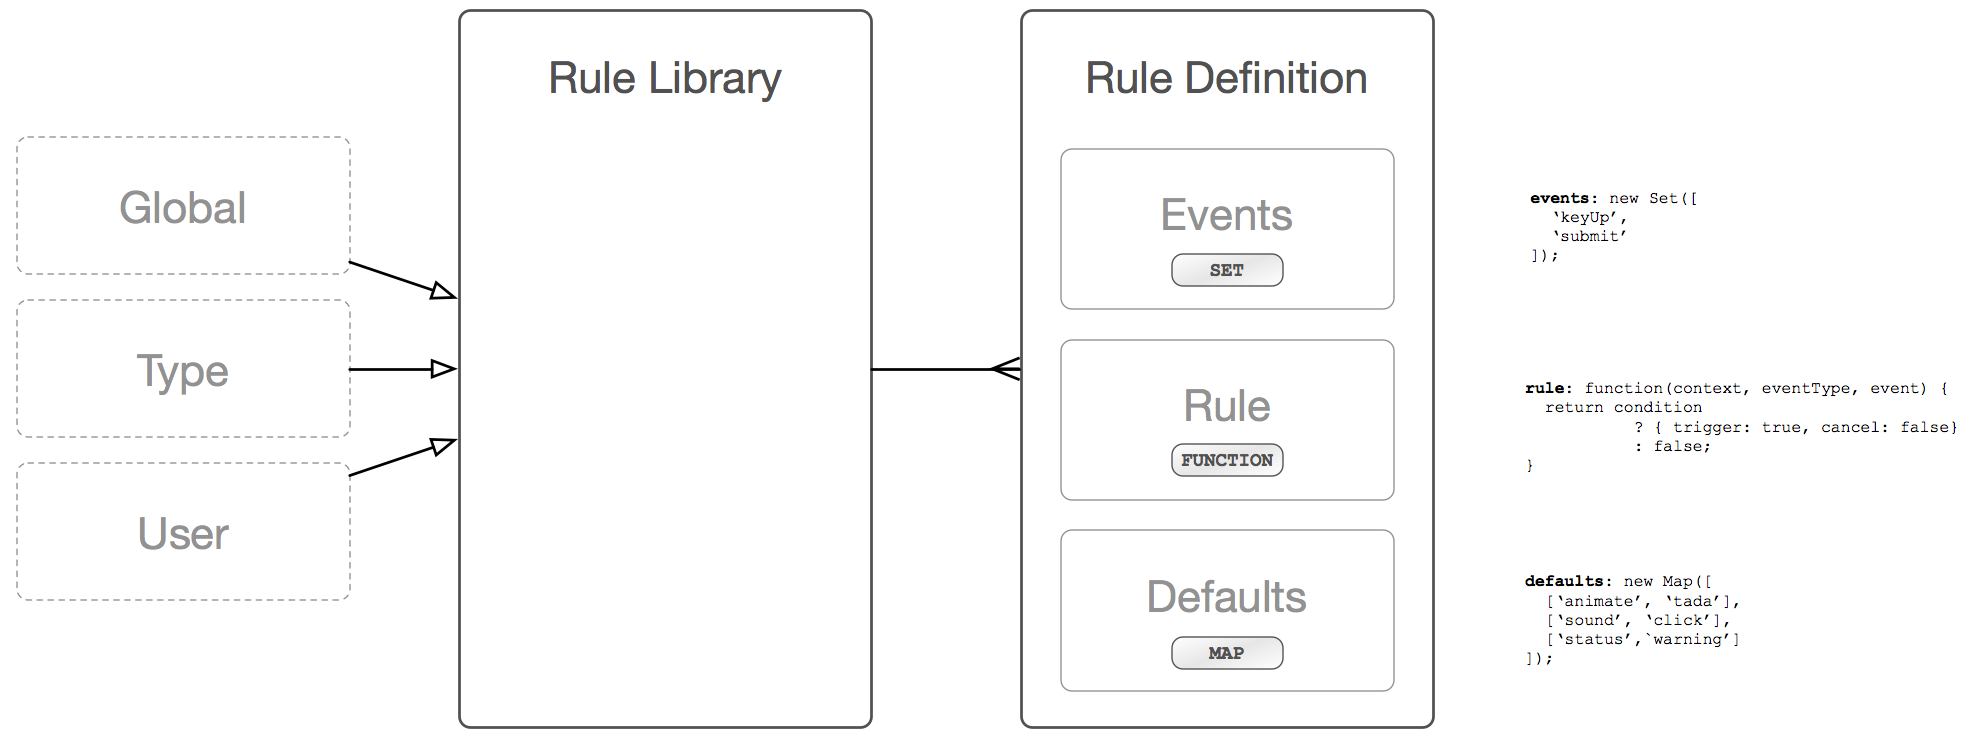 Rule Library
Rule Definition
Global
Type
User
Events
SET
Rule
FUNCTION
Defaults
MAP
events: new Set([
‘keyUp’,
‘submit’
]);
rule: function(context, eventType, event) {
return condition
? { trigger: true, cancel: false}
: false;
}
defaults: new Map([
[‘animate’, ‘tada’],
[‘sound’, ‘click’],
[‘status’,`warning’]
]);